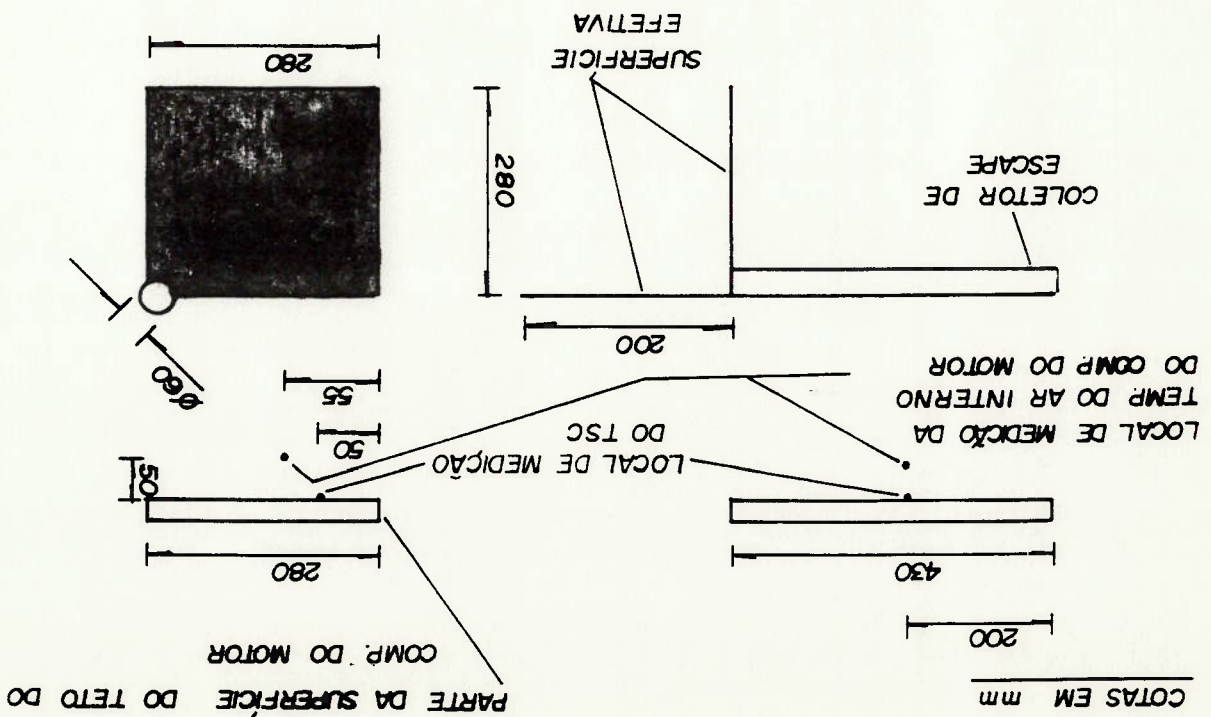 COTAS EM mm
PARTE DA SUPERFÍCIE DO TETO DO
COMP. DO MOTOR
200
430
280
50
LOCAL DE MEDIÇÃO
DO TSC
LOCAL DE MEDIÇÃO DA
TEMP. DO AR INTERNO
DO COMP. DO MOTOR
50
55
ø60
200
COLETOR DE
ESCAPE
280
SUPERFICIE
EFETIVA
280